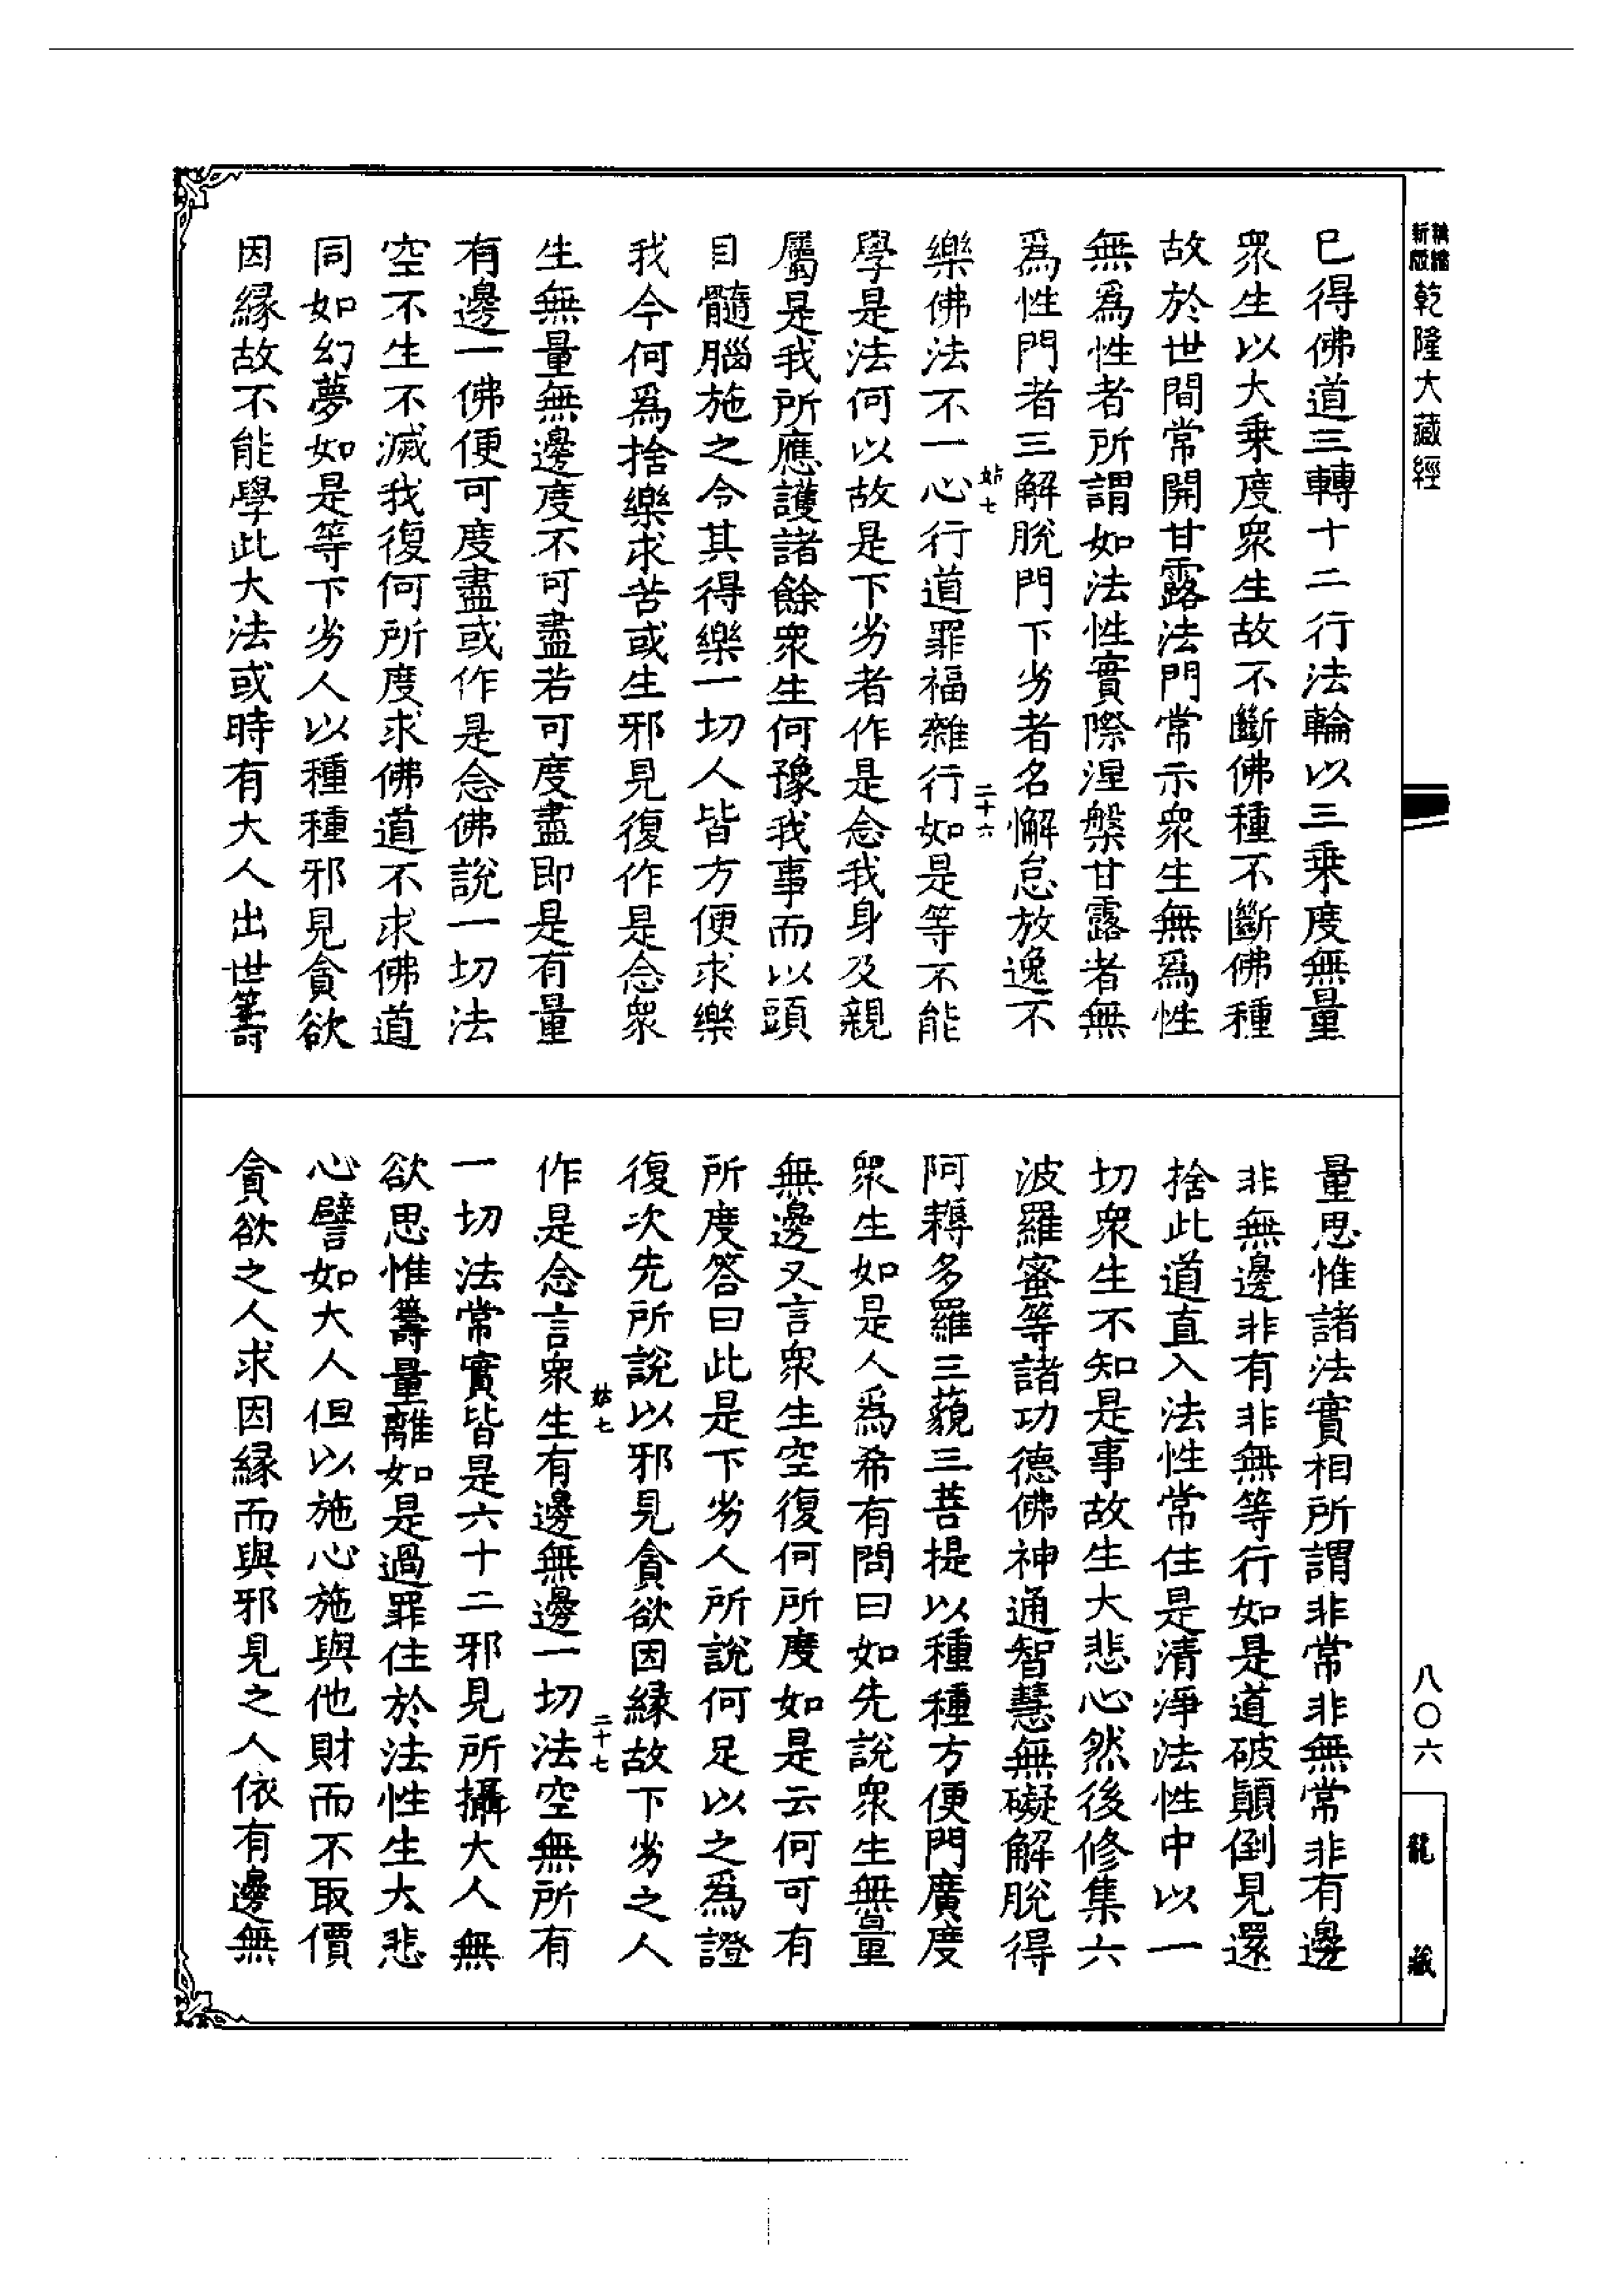 精縮新版乾隆大藏經
已得佛道三轉十二行法輪以三乘度無量
衆生以大乗度衆生故不斷佛種不斷佛種
故於世間常開甘露法門常示衆生無爲性
無爲性者所謂如法性實際涅槃甘露者無
爲性門者三解脫門下劣者名懈怠放逸不
樂佛法不一心行道罪福雜行如是等不能
學是法何以故是下劣者作是念我身及親
屬是我所應護諸餘衆生何豫我事而以頭
目髓腦施之令其得樂一切人皆方便求樂
我今何爲捨樂求苦或生邪見復作是念衆
生無量無邊度不可盡若可度盡即是有量
有邊一佛便可度盡或作是念佛說一切法
空不生不滅我復何所度求佛道不求佛道
同如幻夢如是等下劣人以種種邪見貪欲
因緣故不能學此大法或時有大人出世籌
姑七
二十六
量思惟諸法實相所謂非常非無常非有邊
非無邊非有非無等行如是道破顛倒見還
捨此道直入法性常住是清淨法性中以一
切衆生不知是事故生大悲心然後修集六
波羅蜜等諸功德佛神通智慧無礙解脫得
阿耨多羅三藐三菩提以種種方便門廣度
衆生如是人爲希有問曰如先說衆生無量
無邊又言衆生空復何所度如是云何可有
所度答曰此是下劣人所說何足以之爲證
復次先所說以邪見貪欲因緣故下劣之人
作是念言衆生有邊無邊一切法空無所有
一切法常實皆是六十二邪見所攝大人無
欲思惟籌量離如是過罪住於法性生大悲
心譬如大人但以施心施與他財而不取價
貪欲之人求因緣而與邪見之人依有邊無
姑七
二十七
八〇六
龍藏